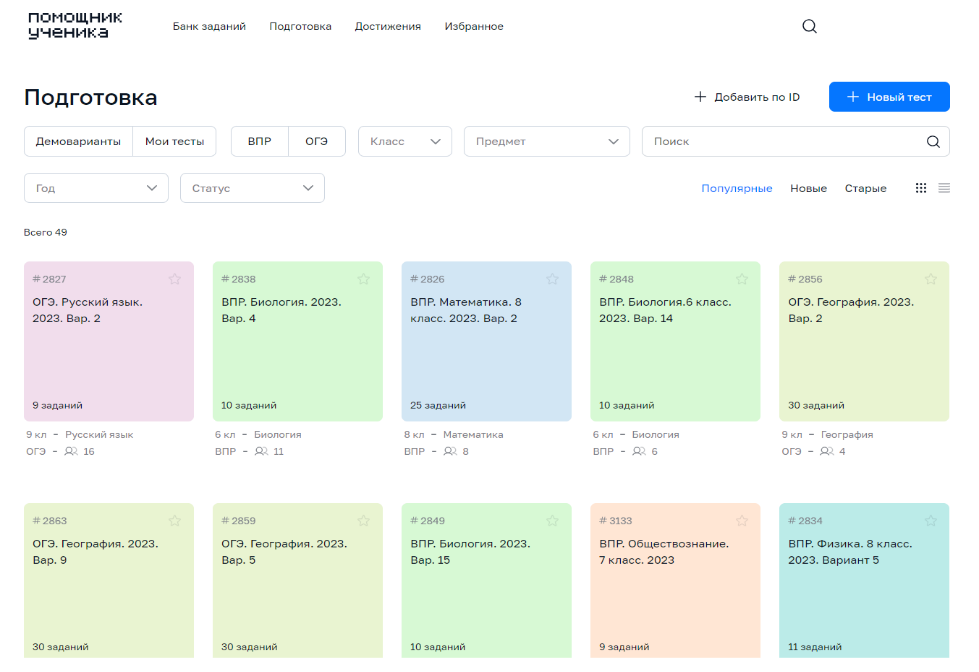 ПОМОЩНИК
УЧЕНИКА
Банк заданий Подготовка Достижения Избранное
Подготовка
Добавить по ID
Новый тест
Демоварианты Мои тесты ВПР ОГЭ Класс Предмет Поиск
Год Статус Популярные Новые Старые
Всего 49
# 2827
ОГЭ. Русский язык.
2023. Вар. 2
9 заданий
9 кл – Русский язык
ОГЭ – 16
# 2838
ВПР. Биология. 2023.
Вар. 4
10 заданий
6 кл – Биология
ВПР – 11
# 2826
ВПР. Математика. 8
класс. 2023. Вар. 2
25 заданий
8 кл – Математика
ВПР – 8
# 2848
ВПР. Биология.6 класс.
2023. Вар. 14
10 заданий
6 кл – Биология
ВПР – 6
# 2856
ОГЭ. География. 2023.
Вар. 2
30 заданий
9 кл – География
ОГЭ – 4
# 2863
ОГЭ. География. 2023.
Вар. 9
30 заданий
# 2859
ОГЭ. География. 2023.
Вар. 5
30 заданий
# 2849
ВПР. Биология. 2023.
Вар. 15
10 заданий
# 3133
ВПР. Обществознание.
7 класс. 2023
9 заданий
# 2834
ВПР. Физика. 8 класс.
2023. Вариант 5
11 заданий